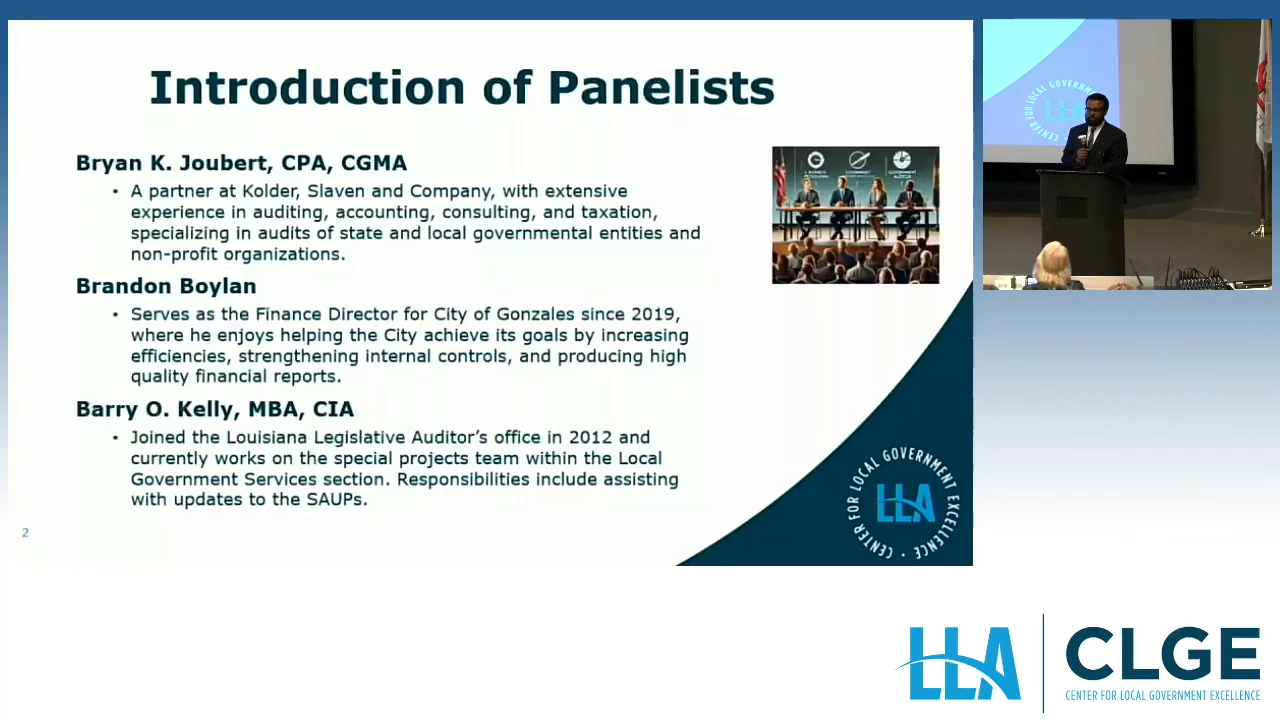 Introduction of Panelists
Bryan K. Joubert, CPA, CGMA
• A partner at Kolder, Slaven and Company, with extensive
experience in auditing, accounting, consulting, and taxation,
specializing in audits of state and local governmental entities and
non-profit organizations.
Brandon Boylan
• Serves as the Finance Director for City of Gonzales since 2019,
where he enjoys helping the City achieve its goals by increasing
efficiencies, strengthening internal controls, and producing high
quality financial reports.
Barry O. Kelly, MBA, CIA
• Joined the Louisiana Legislative Auditor’s office in 2012 and
currently works on the special projects team within the Local
Government Services section. Responsibilities include assisting
with updates to the SAUPs.
2
CENTER FOR LOCAL GOVERNMENT EXCELLENCE •
LLA
LLA
CLGE
CENTER FOR LOCAL GOVERNMENT EXCELLENCE